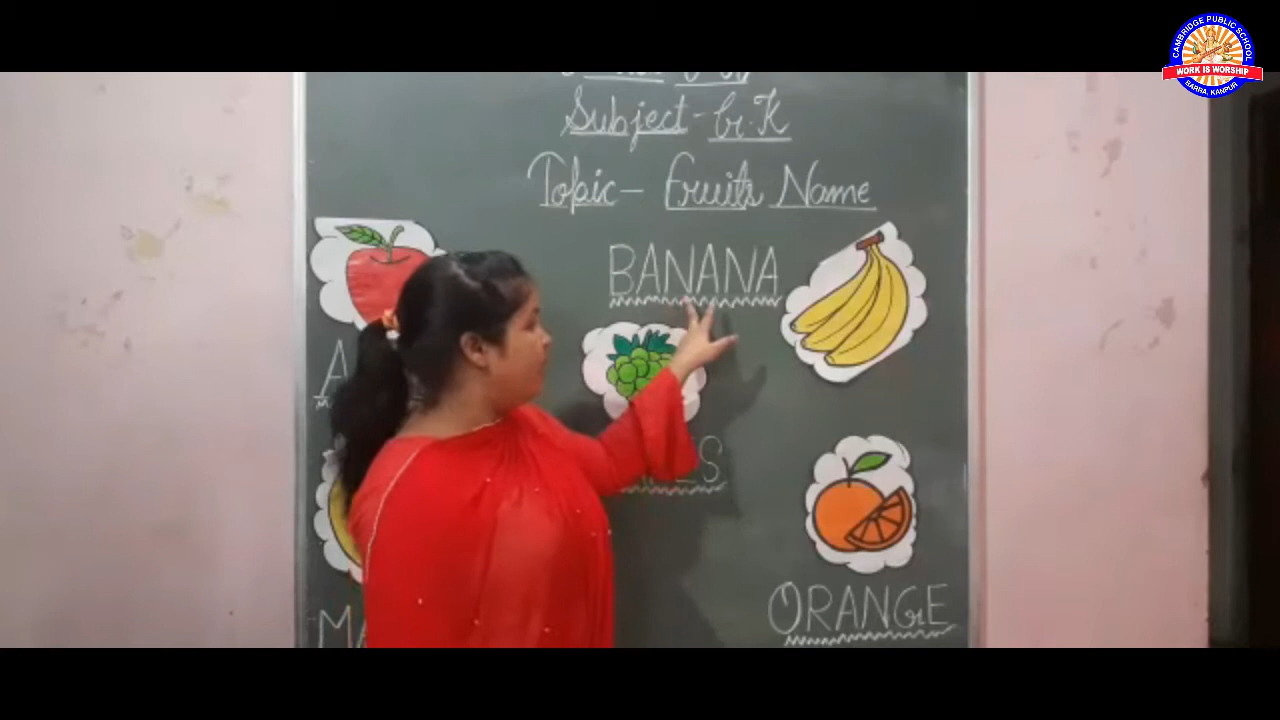 CAMBRIDGE PUBLIC SCHOOL
WORK IS WORSHIP
BARRA, KANPUR
Subject - G.K
Topic - Fruits Name
BANANA
ORANGE